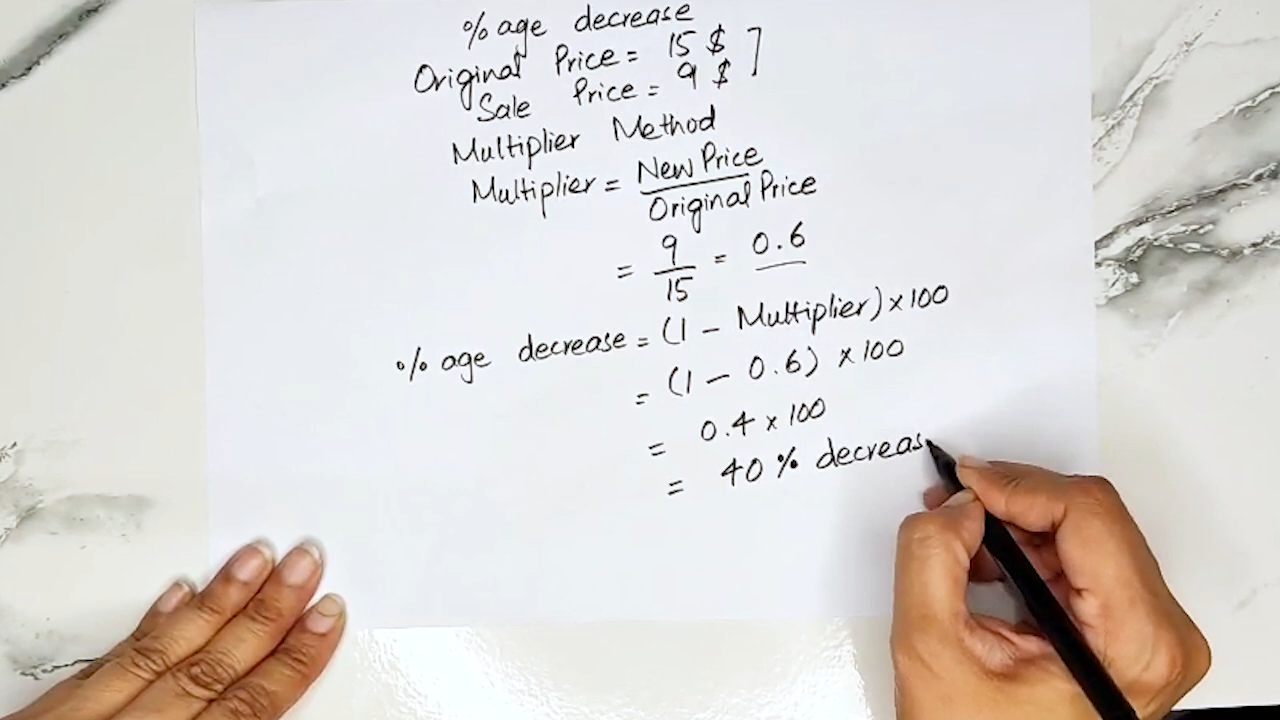 % age decrease
Original Price = 15 $ ]
Sale Price = 9 $
Multiplier Method
Multiplier = New Price
Original Price
= 9 = 0.6
15
% age decrease = (1 - Multiplier) × 100
= (1 - 0.6) × 100
= 0.4 × 100
= 40 % decreas